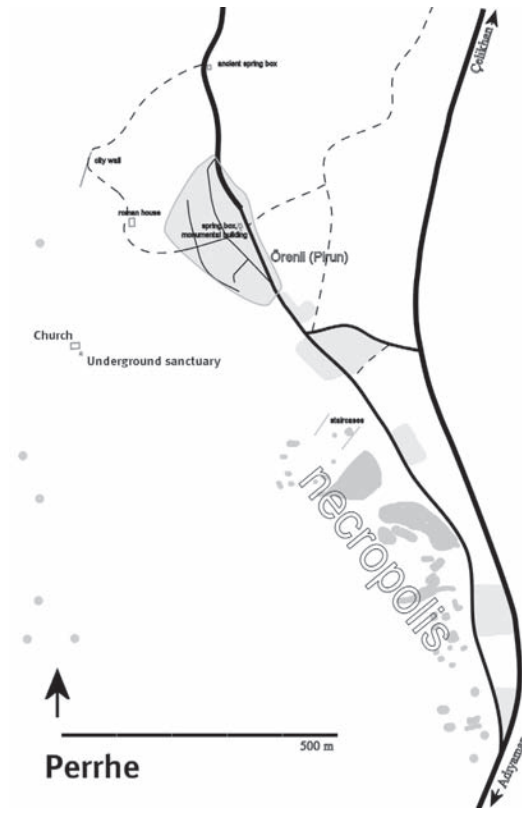 Çelikhan
ancient spring box
city wall
roman house
spring box,
monumental building
Örenli (Pirun)
Church
Underground sanctuary
staircases
necropolis
500 m
Perrhe
Adıyaman